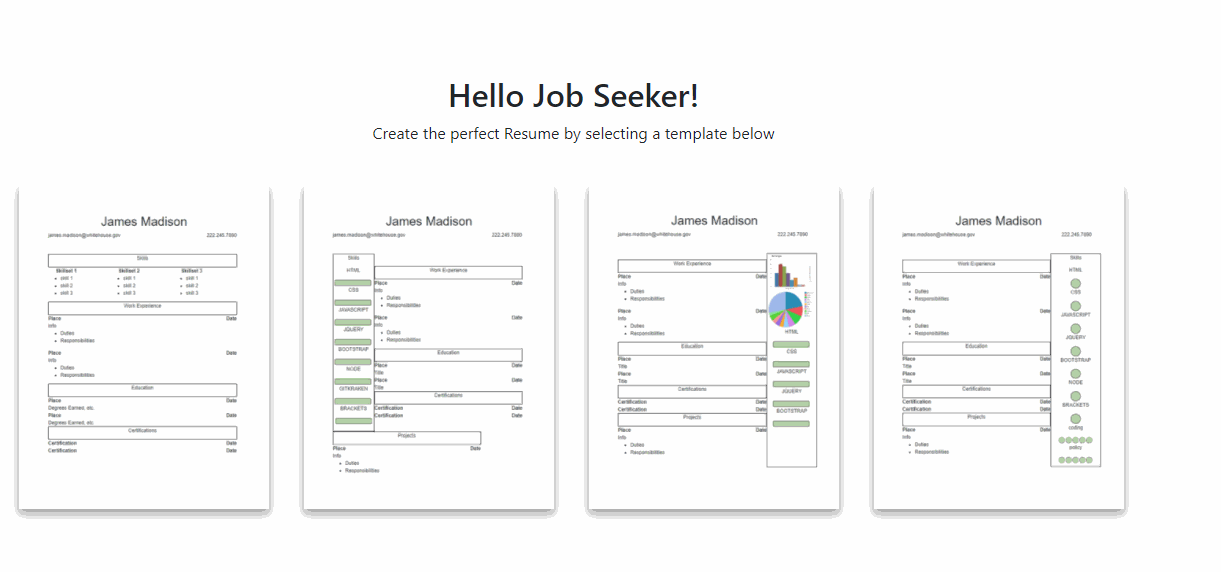 Hello Job Seeker!
Create the perfect Resume by selecting a template below
James Madison
james.madison@whitehouse.gov 222.245.7890
Skills
Skillset 1 Skillset 2 Skillset 3
skill 1 skill 1 skill 1
skill 2 skill 2 skill 2
skill 3 skill 3 skill 3
Work Experience
Place Date
Info
Duties
Responsibilities
Place Date
Info
Duties
Responsibilities
Education
Place Date
Degrees Earned, etc.
Place Date
Degrees Earned, etc.
Certifications
Certification Date
Certification Date
James Madison
james.madison@whitehouse.gov 222.245.7890
Skills
HTML
CSS
JAVASCRIPT
JQUERY
BOOTSTRAP
NODE
GITKRAKEN
BRACKETS
Work Experience
Place Date
Info
Duties
Responsibilities
Place Date
Info
Duties
Responsibilities
Education
Place Date
Title
Place Date
Title
Certifications
Certification Date
Certification Date
Projects
Place Date
Info
Duties
Responsibilities
James Madison
james.madison@whitehouse.gov 222.245.7890
Work Experience
Place Date
Info
Duties
Responsibilities
Place Date
Info
Duties
Responsibilities
Education
Place Date
Title
Place Date
Title
Certifications
Certification Date
Certification Date
Projects
Place Date
Info
Duties
Responsibilities
HTML
CSS
JAVASCRIPT
JQUERY
BOOTSTRAP
James Madison
james.madison@whitehouse.gov 222.245.7890
Work Experience
Place Date
Info
Duties
Responsibilities
Place Date
Info
Duties
Responsibilities
Education
Place Date
Title
Place Date
Title
Certifications
Certification Date
Certification Date
Projects
Place Date
Info
Duties
Responsibilities
Skills
HTML
CSS
JAVASCRIPT
JQUERY
BOOTSTRAP
NODE
BRACKETS
coding
policy